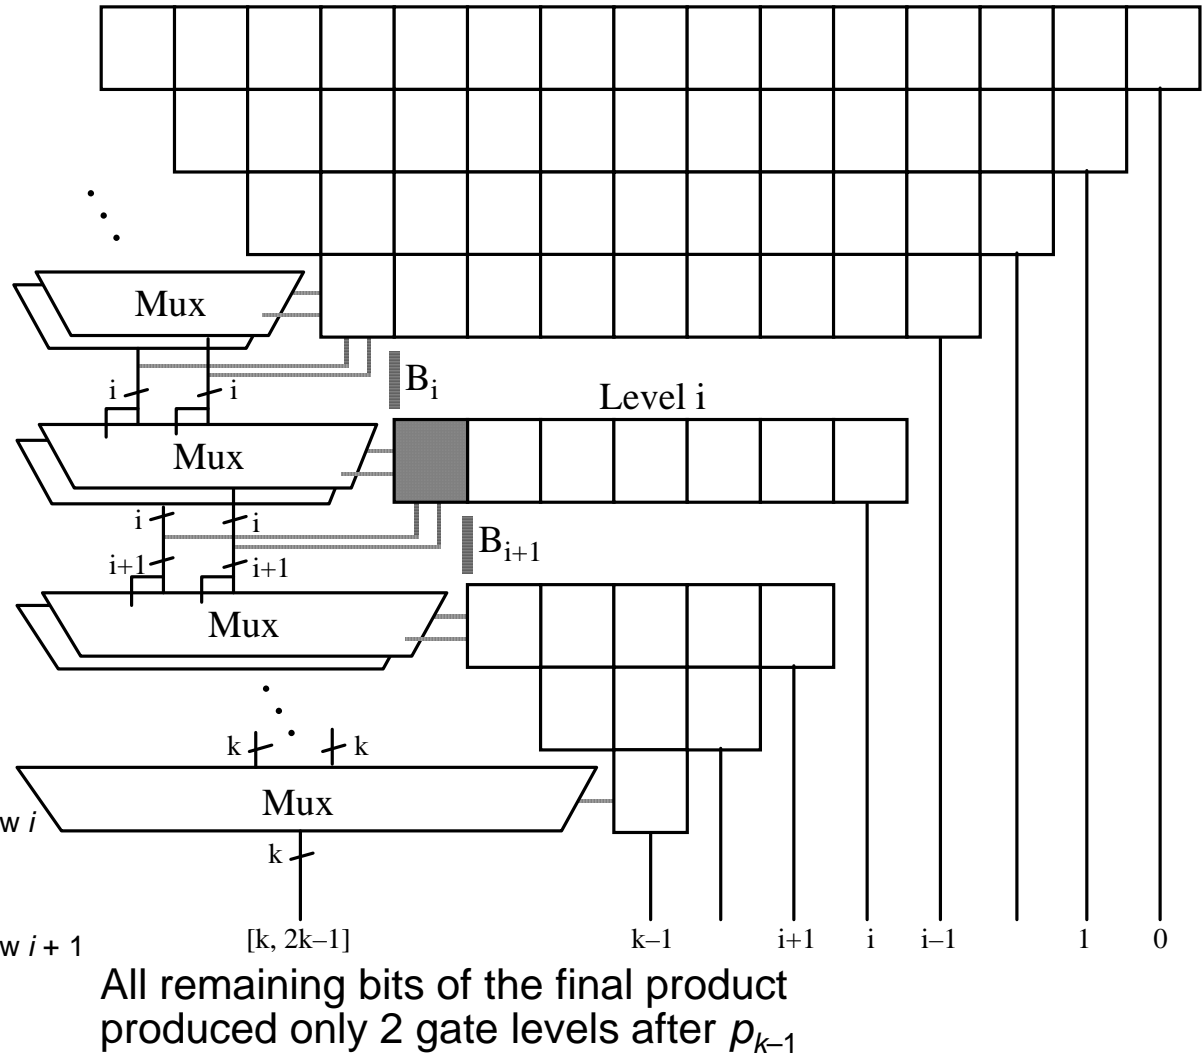 Mux
i i
B_i
Level i
Mux
i i
B_{i+1}
i+1 i+1
Mux
k k
Mux
w i
k
w i + 1
[k, 2k–1] k–1 i+1 i i–1 1 0
All remaining bits of the final product
produced only 2 gate levels after p_{k–1}